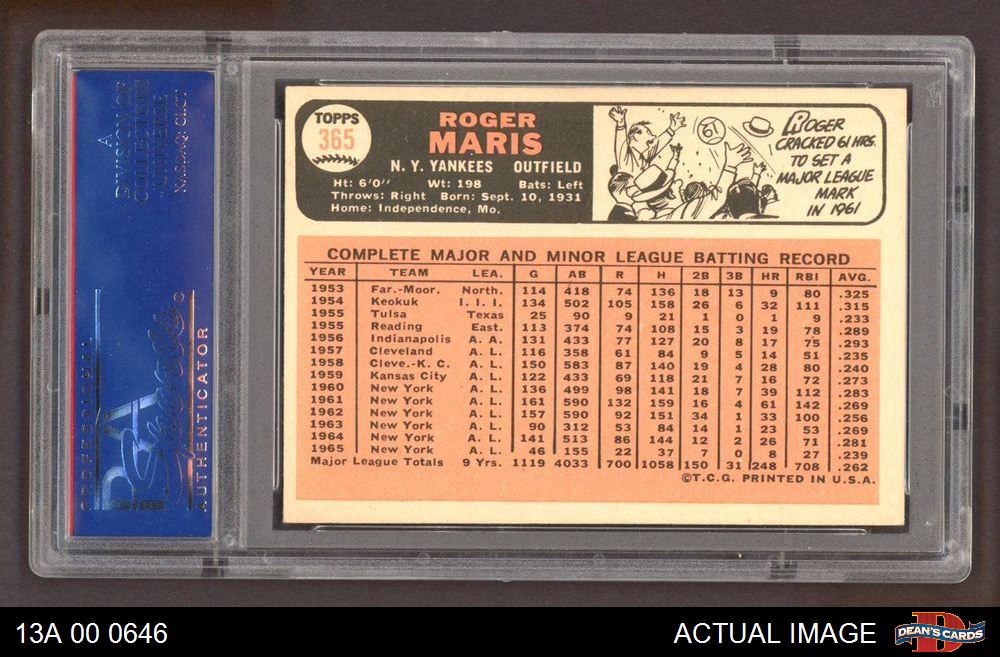 A
DIVISION OF
COLLECTORS
UNIVERSE
NASDAQ: CLCT
PROFESSIONAL
PSA
Sports
AUTHENTICATOR
TOPPS
365
ROGER
MARIS
N. Y. YANKEES OUTFIELD
Ht: 6'0" Wt: 198 Bats: Left
Throws: Right Born: Sept. 10, 1931
Home: Independence, Mo.
61
ROGER
CRACKED 61 HRS.
TO SET A
MAJOR LEAGUE
MARK
IN 1961
COMPLETE MAJOR AND MINOR LEAGUE BATTING RECORD
YEAR TEAM LEA. G AB R H 2B 3B HR RBI AVG.
1953 Far.-Moor. North. 114 418 74 136 18 13 9 80 .325
1954 Keokuk I. I. I. 134 502 105 158 26 6 32 111 .315
1955 Tulsa Texas 25 90 9 21 1 0 1 9 .233
1955 Reading East. 113 374 74 108 15 3 19 78 .289
1956 Indianapolis A. A. 131 433 77 127 20 8 17 75 .293
1957 Cleveland A. L. 116 358 61 84 9 5 14 51 .235
1958 Cleve.-K. C. A. L. 150 583 87 140 19 4 28 80 .240
1959 Kansas City A. L. 122 433 69 118 21 7 16 72 .273
1960 New York A. L. 136 499 98 141 18 7 39 112 .283
1961 New York A. L. 161 590 132 159 16 4 61 142 .269
1962 New York A. L. 157 590 92 151 34 1 33 100 .256
1963 New York A. L. 90 312 53 84 14 1 23 53 .269
1964 New York A. L. 141 513 86 144 12 2 26 71 .281
1965 New York A. L. 46 155 22 37 7 0 8 27 .239
Major League Totals 9 Yrs. 1119 4033 700 1058 150 31 248 708 .262
©T.C.G. PRINTED IN U.S.A.
13A 00 0646
ACTUAL IMAGE
D
DEAN'S CARDS